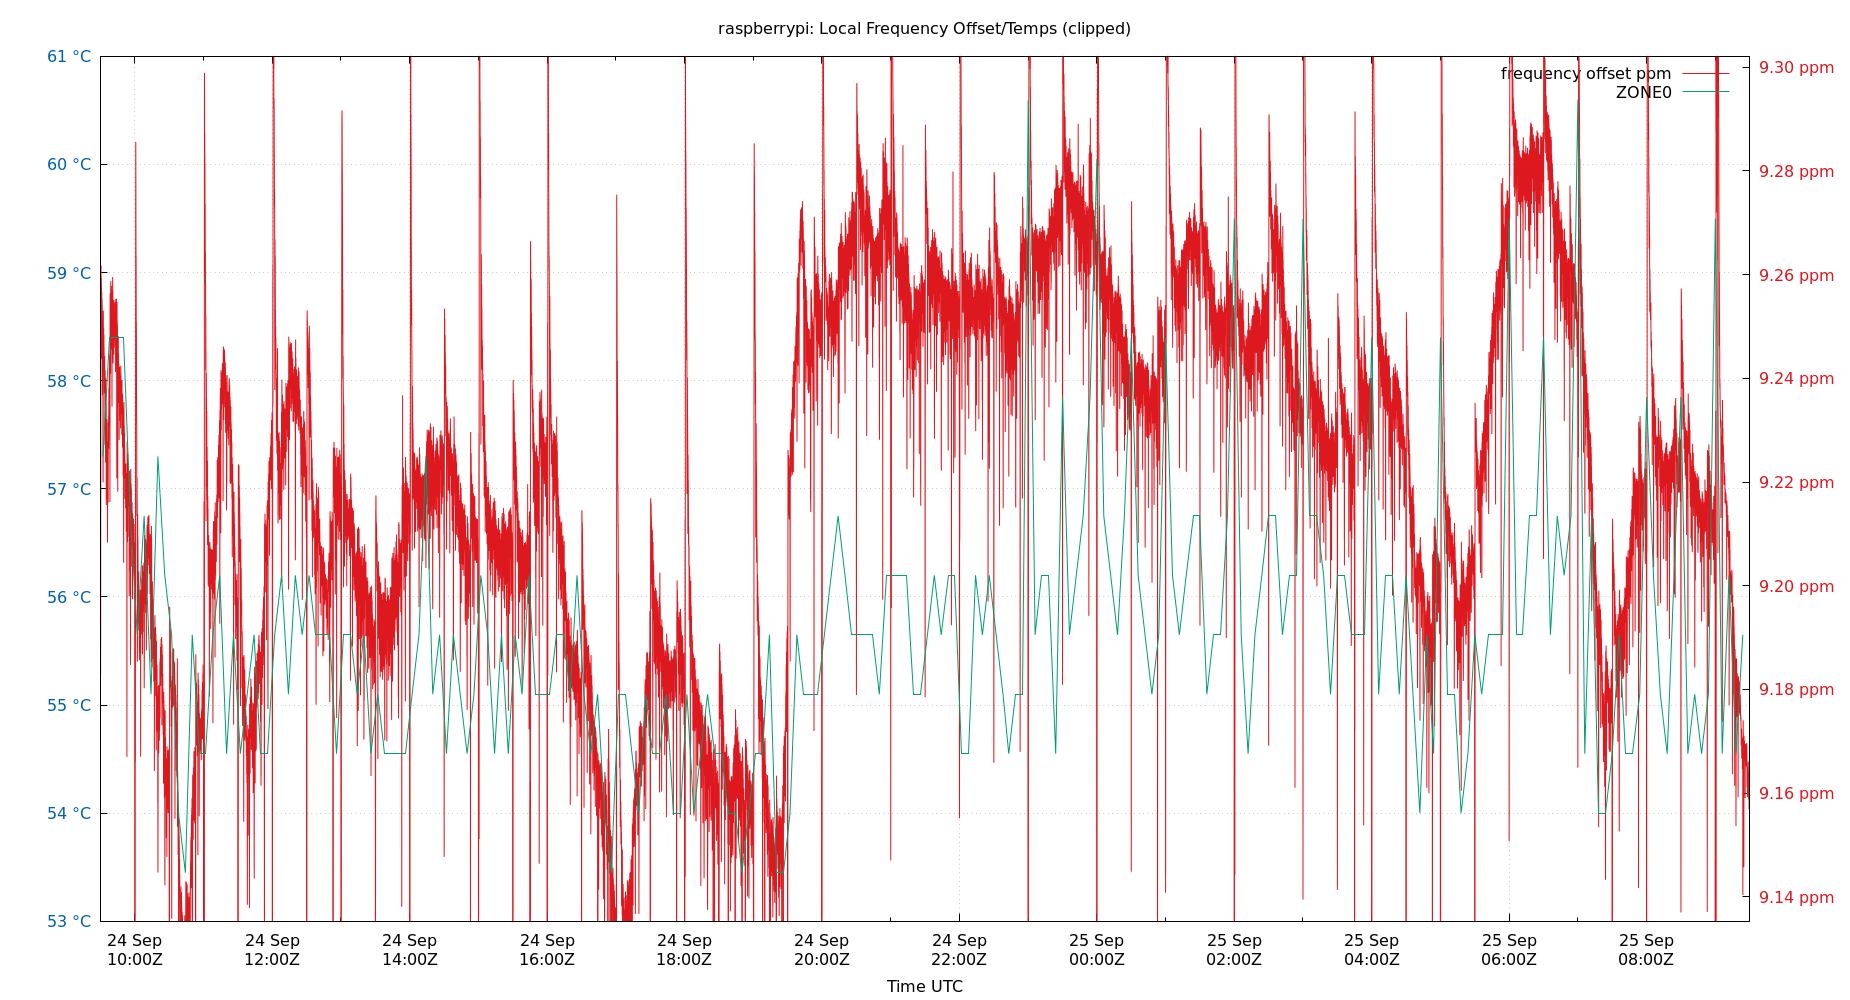 raspberrypi: Local Frequency Offset/Temps (clipped)
frequency offset ppm
ZONE0
61 °C
60 °C
59 °C
58 °C
57 °C
56 °C
55 °C
54 °C
53 °C
9.30 ppm
9.28 ppm
9.26 ppm
9.24 ppm
9.22 ppm
9.20 ppm
9.18 ppm
9.16 ppm
9.14 ppm
24 Sep 24 Sep 24 Sep 24 Sep 24 Sep 24 Sep 24 Sep 25 Sep 25 Sep 25 Sep 25 Sep 25 Sep
10:00Z 12:00Z 14:00Z 16:00Z 18:00Z 20:00Z 22:00Z 00:00Z 02:00Z 04:00Z 06:00Z 08:00Z
Time UTC